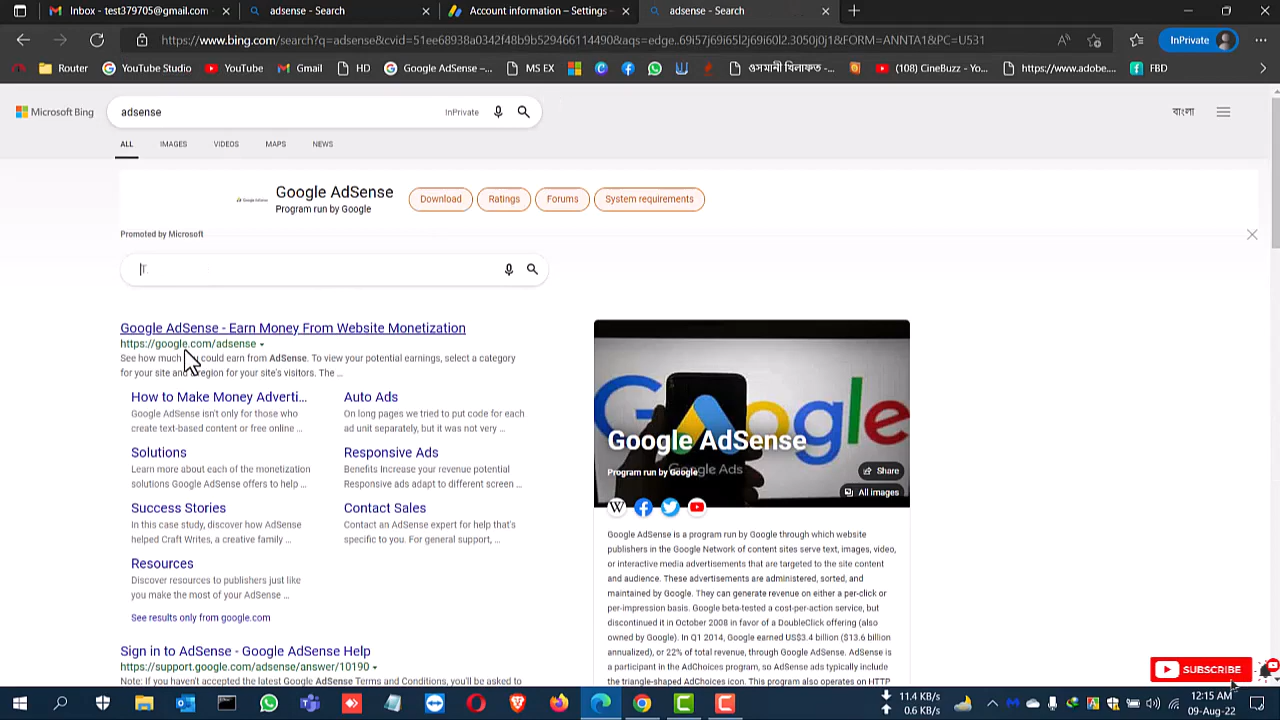 Inbox - test379705@gmail.com
adsense - Search
Account information – Settings -
adsense - Search
https://www.bing.com/search?q=adsense&cvid=51ee68938a0342f48b9b529466114490&aqs=edge..69i57j69i65l2j69i60l2.3050j0j1&FORM=ANNTA1&PC=U531
InPrivate
Router
YouTube Studio
YouTube
Gmail
HD
Google AdSense –...
MS EX
ওসমানী খিলাফত -...
(108) CineBuzz - Yo...
https://www.adobe....
FBD
Microsoft Bing
adsense
InPrivate
বাংলা
ALL
IMAGES
VIDEOS
MAPS
NEWS
Google AdSense
Program run by Google
Download
Ratings
Forums
System requirements
Promoted by Microsoft
Google AdSense - Earn Money From Website Monetization
https://google.com/adsense
See how much could earn from AdSense. To view your potential earnings, select a category
for your site and region for your site's visitors. The ...
How to Make Money Adverti...
Google AdSense isn't only for those who
create text-based content or free online ...
Auto Ads
On long pages we tried to put code for each
ad unit separately, but it was not very ...
Solutions
Learn more about each of the monetization
solutions Google AdSense offers to help ...
Responsive Ads
Benefits Increase your revenue potential
Responsive ads adapt to different screen ...
Success Stories
In this case study, discover how AdSense
helped Craft Writes, a creative family ...
Contact Sales
Contact an AdSense expert for help that's
specific to you. For general support, ...
Resources
Discover resources to publishers just like
you make the most of your AdSense ...
See results only from google.com
Sign in to AdSense - Google AdSense Help
https://support.google.com/adsense/answer/10190
Note: If you haven't accepted the latest Google AdSense Terms and Conditions, you'll be asked to
Google
Google AdSense
Program run by Google
Google Ads
Share
All images
Google AdSense is a program run by Google through which website
publishers in the Google Network of content sites serve text, images, video,
or interactive media advertisements that are targeted to the site content
and audience. These advertisements are administered, sorted, and
maintained by Google. They can generate revenue on either a per-click or
per-impression basis. Google beta-tested a cost-per-action service, but
discontinued it in October 2008 in favor of a DoubleClick offering (also
owned by Google). In Q1 2014, Google earned US$3.4 billion ($13.6 billion
annualized), or 22% of total revenue, through Google AdSense. AdSense is
a participant in the AdChoices program, so AdSense ads typically include
the triangle-shaped AdChoices icon. This program also operates on HTTP
SUBSCRIBE
11.4 KB/s
0.6 KB/s
12:15 AM
09-Aug-22